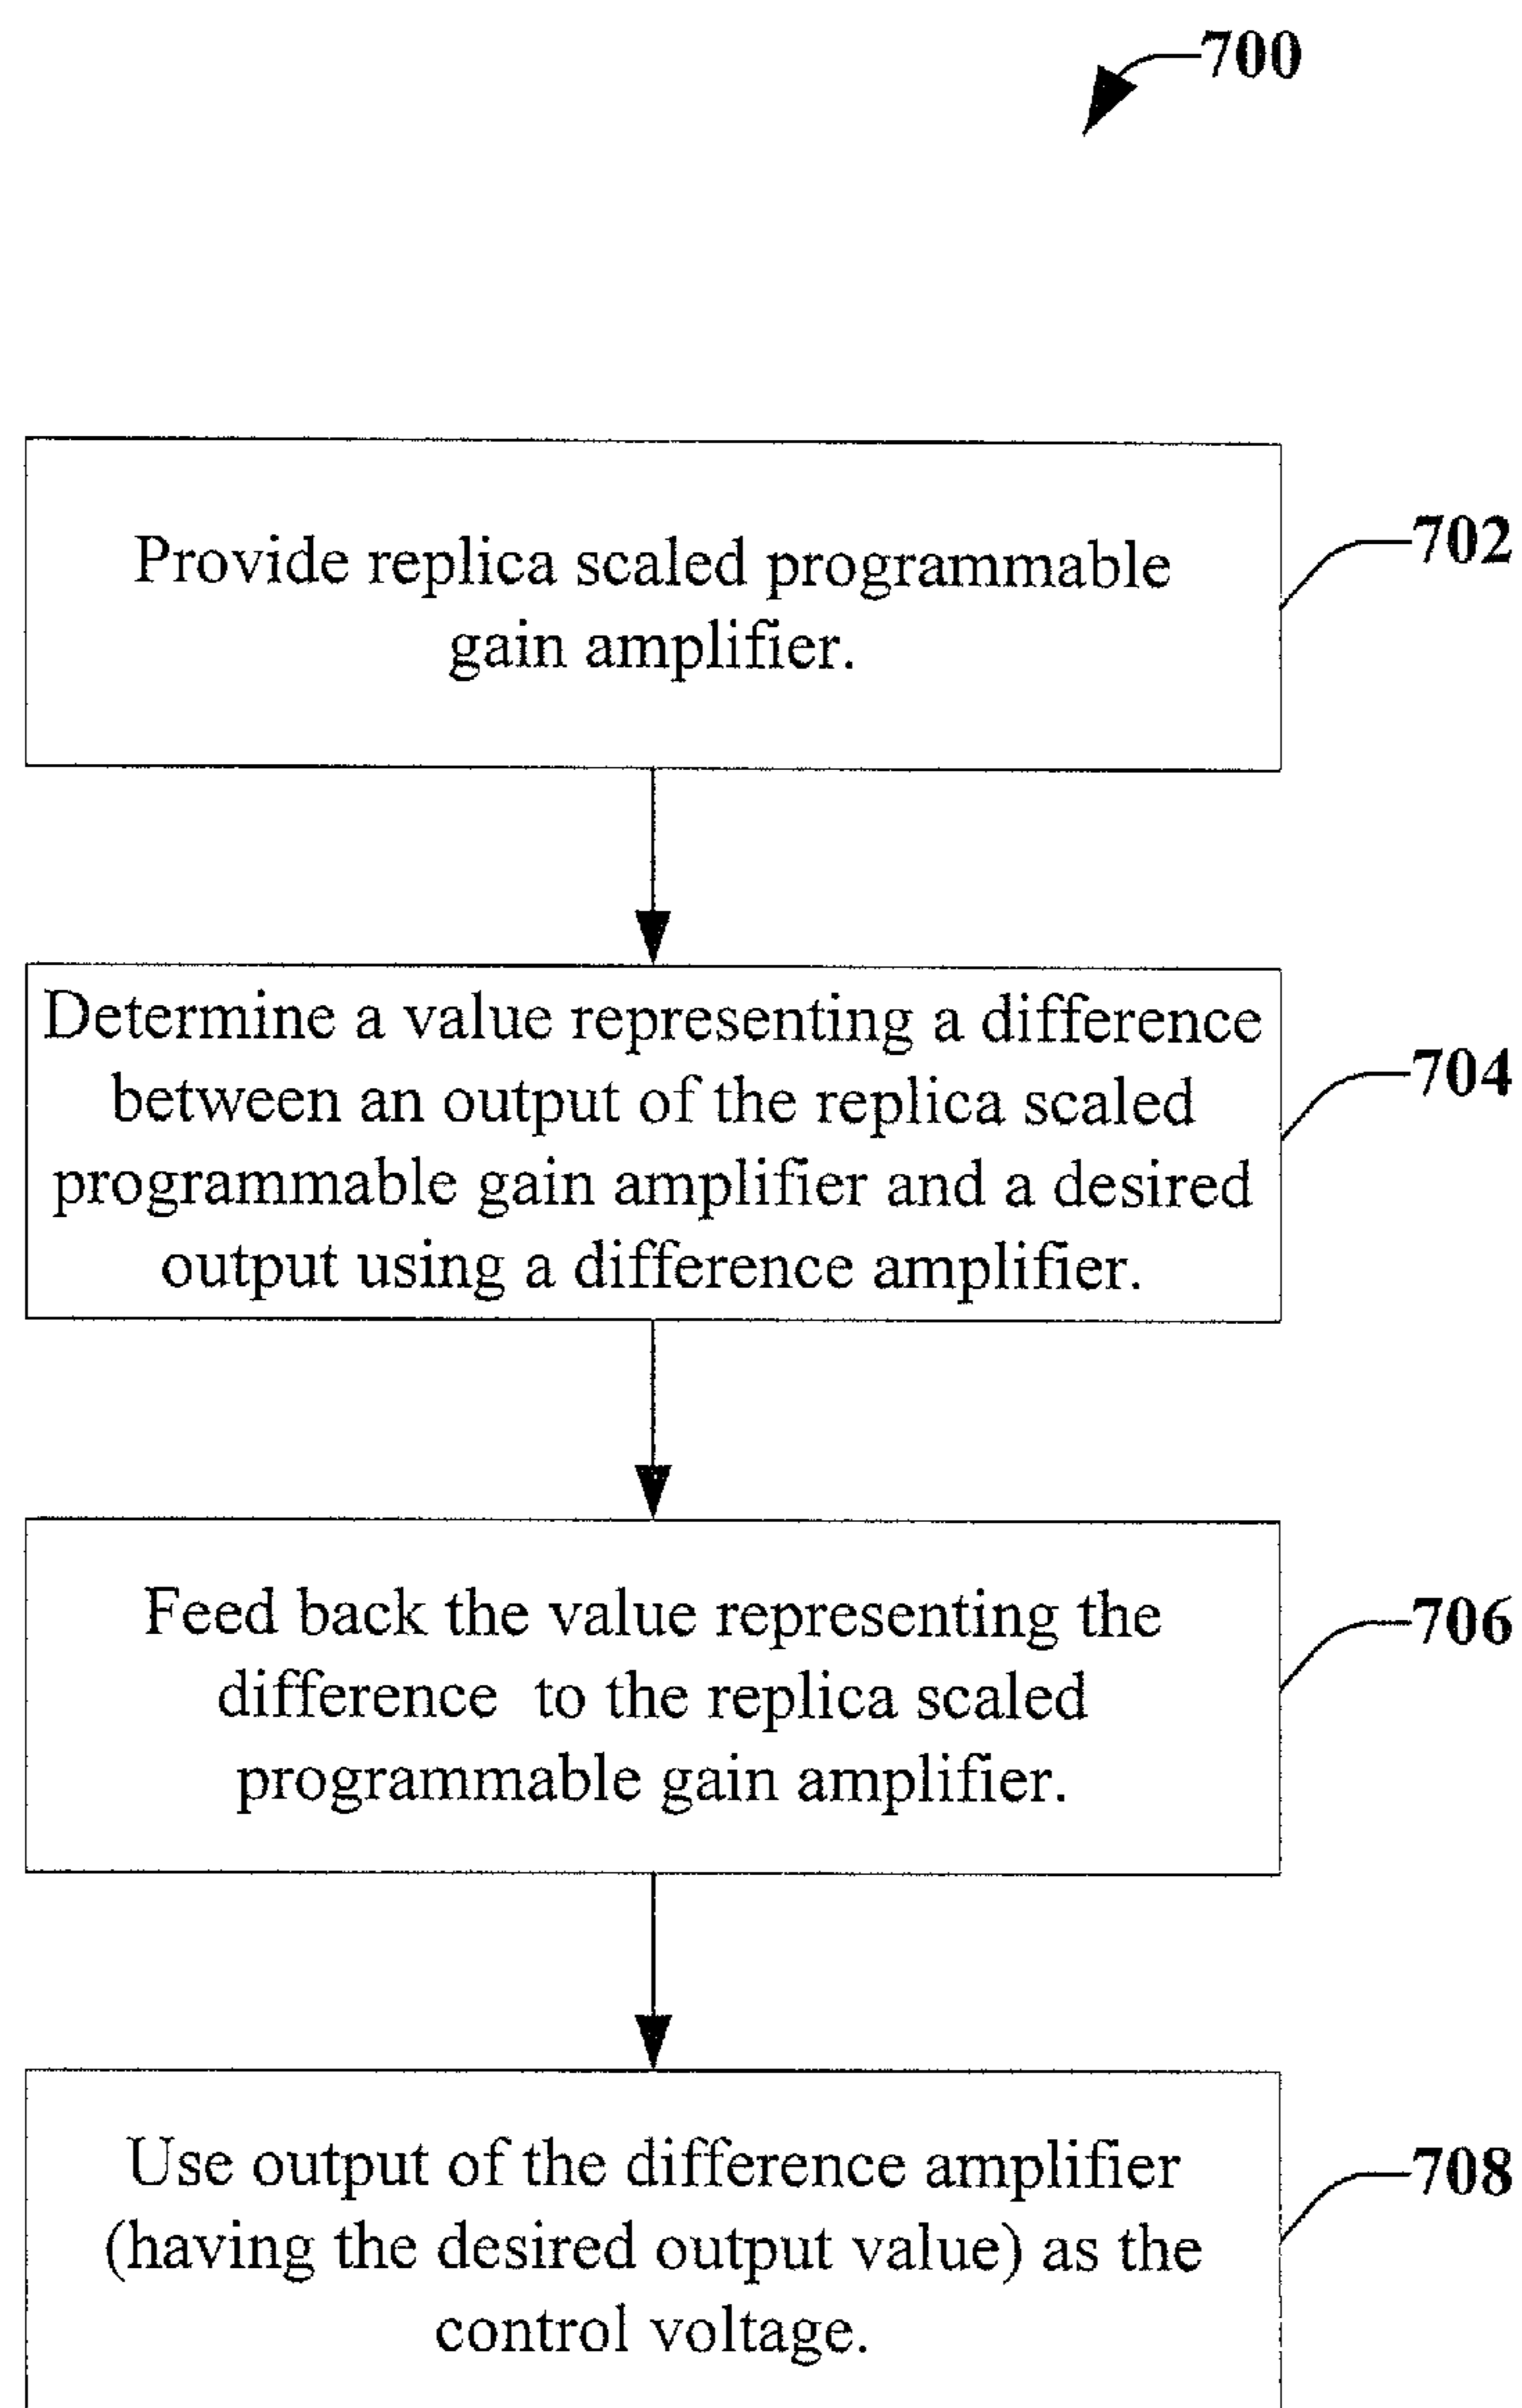 700
Provide replica scaled programmable
gain amplifier.
702
Determine a value representing a difference
between an output of the replica scaled
programmable gain amplifier and a desired
output using a difference amplifier.
704
Feed back the value representing the
difference to the replica scaled
programmable gain amplifier.
706
Use output of the difference amplifier
(having the desired output value) as the
control voltage.
708